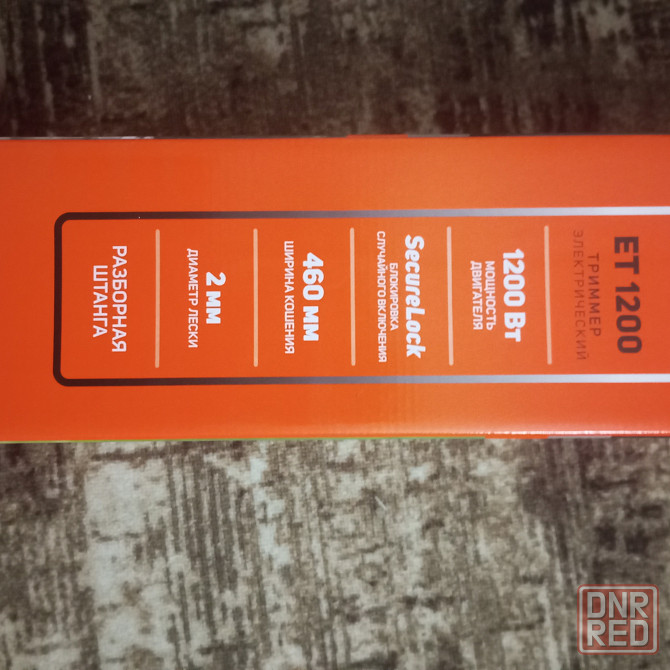 ET 1200
ТРИММЕР
ЭЛЕКТРИЧЕСКИЙ
1200 Вт
МОЩНОСТЬ
ДВИГАТЕЛЯ
SecureLock
БЛОКИРОВКА
СЛУЧАЙНОГО ВКЛЮЧЕНИЯ
460 мм
ШИРИНА КОШЕНИЯ
2 мм
ДИАМЕТР ЛЕСКИ
РАЗБОРНАЯ
ШТАНГА
DNR
RED